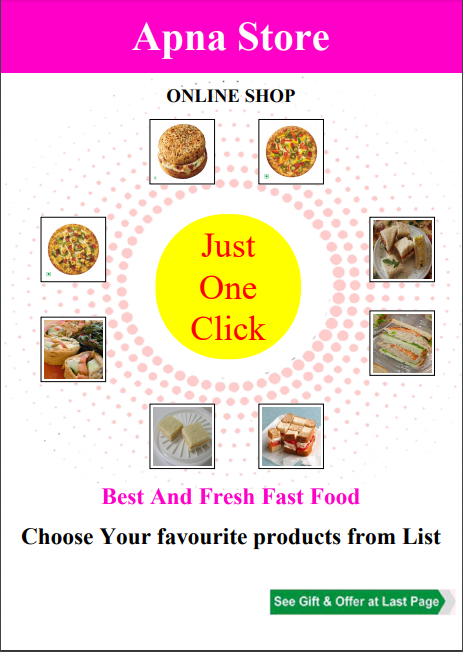 Apna Store
ONLINE SHOP
Just
One
Click
Best And Fresh Fast Food
Choose Your favourite products from List
See Gift & Offer at Last Page